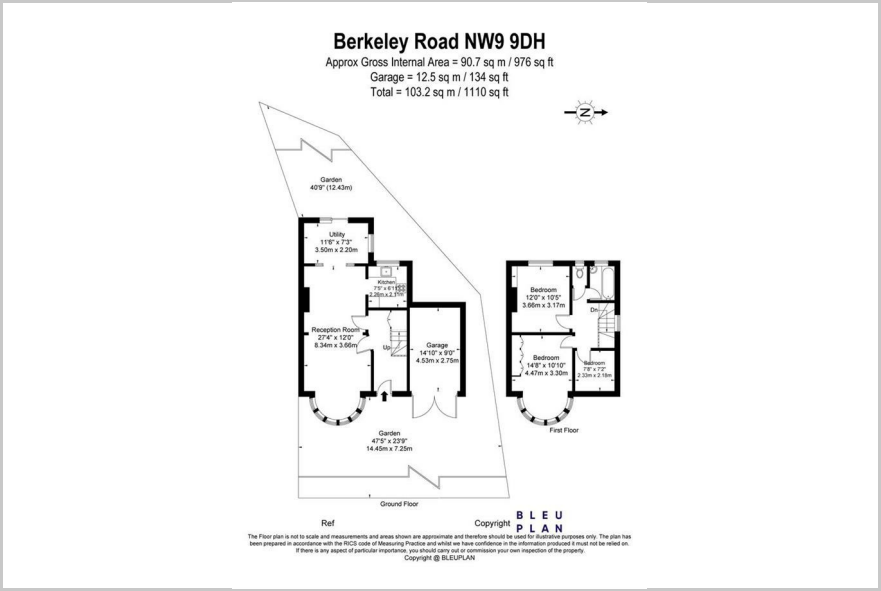 Berkeley Road NW9 9DH
Approx Gross Internal Area = 90.7 sq m / 976 sq ft
Garage = 12.5 sq m / 134 sq ft
Total = 103.2 sq m / 1110 sq ft
N
Garden
40'9" (12.43m)
Utility
11'6" x 7'3"
3.50m x 2.20m
Kitchen
7'5" x 6'11"
2.26m x 2.11m
Reception Room
27'4" x 12'0"
8.34m x 3.66m
Up
Garage
14'10" x 9'0"
4.53m x 2.75m
Garden
47'5" x 23'9"
14.45m x 7.25m
Ground Floor
Bedroom
12'0" x 10'5"
3.66m x 3.17m
Dn
Bedroom
14'8" x 10'10"
4.47m x 3.30m
Bedroom
7'8" x 7'2"
2.33m x 2.18m
First Floor
Ref
Copyright
BLEU
PLAN
The Floor plan is not to scale and measurements and areas shown are approximate and therefore should be used for illustrative purposes only. The plan has
been prepared in accordance with the RICS code of Measuring Practice and whilst we have confidence in the information produced it must not be relied on.
If there is any aspect of particular importance, you should carry out or commission your own inspection of the property.
Copyright @ BLEUPLAN